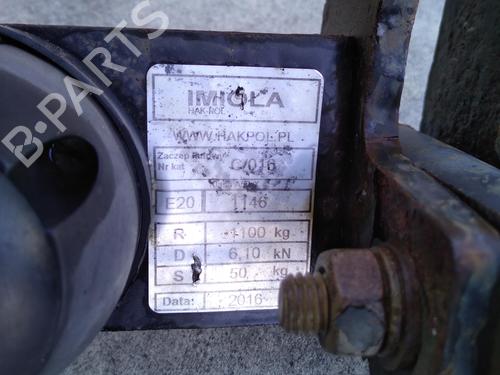 B-PARTS
IMIOŁA
HAK-POL
WWW.HAKPOL.PL
Zaczep kulowy
Nr kat C/016
E20 1146
R 1100 kg
D 6,10 kN
S 50 kg
Data: 2016